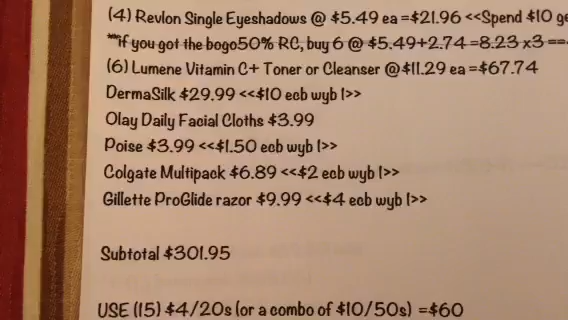 (4) Revlon Single Eyeshadows @ $5.49 ea =$21.96 <<Spend $10 ge
***if you got the bogo50% RC, buy 6 @ $5.49+2.74 =8.23 x3 ==
(6) Lumene Vitamin C+ Toner or Cleanser @$11.29 ea =$67.74
DermaSilk $29.99 <<$10 ecb wyb 1>>
Olay Daily Facial Cloths $3.99
Poise $3.99 <<$1.50 ecb wyb 1>>
Colgate Multipack $6.89 <<$2 ecb wyb 1>>
Gillette ProGlide razor $9.99 <<$4 ecb wyb 1>>
Subtotal $301.95
USE (15) $4/20s (or a combo of $10/50s) =$60